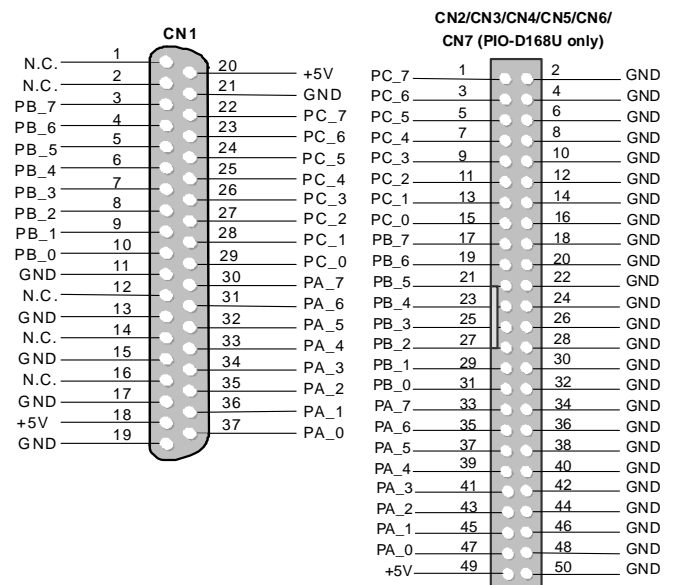 CN1
N.C. 1
N.C. 2
PB_7 3
PB_6 4
PB_5 5
PB_4 6
PB_3 7
PB_2 8
PB_1 9
PB_0 10
GND 11
N.C. 12
GND 13
N.C. 14
GND 15
N.C. 16
GND 17
+5V 18
GND 19
20 +5V
21 GND
22 PC_7
23 PC_6
24 PC_5
25 PC_4
26 PC_3
27 PC_2
28 PC_1
29 PC_0
30 PA_7
31 PA_6
32 PA_5
33 PA_4
34 PA_3
35 PA_2
36 PA_1
37 PA_0
CN2/CN3/CN4/CN5/CN6/
CN7 (PIO-D168U only)
PC_7 1 2 GND
PC_6 3 4 GND
PC_5 5 6 GND
PC_4 7 8 GND
PC_3 9 10 GND
PC_2 11 12 GND
PC_1 13 14 GND
PC_0 15 16 GND
PB_7 17 18 GND
PB_6 19 20 GND
PB_5 21 22 GND
PB_4 23 24 GND
PB_3 25 26 GND
PB_2 27 28 GND
PB_1 29 30 GND
PB_0 31 32 GND
PA_7 33 34 GND
PA_6 35 36 GND
PA_5 37 38 GND
PA_4 39 40 GND
PA_3 41 42 GND
PA_2 43 44 GND
PA_1 45 46 GND
PA_0 47 48 GND
+5V 49 50 GND